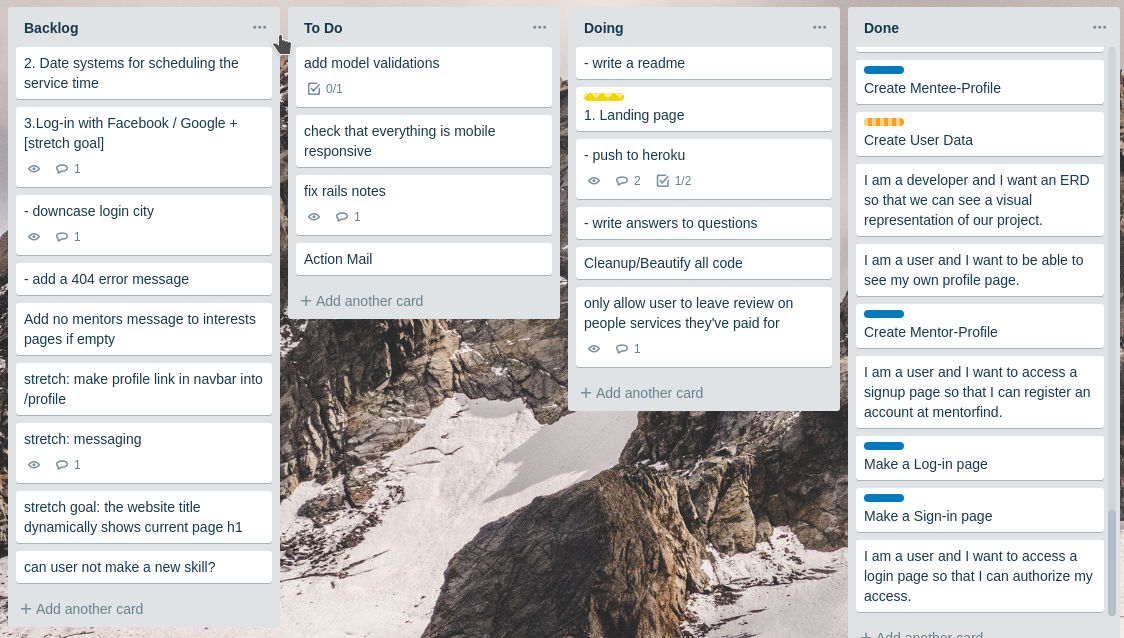 Backlog
2. Date systems for scheduling the
service time
3.Log-in with Facebook / Google +
[stretch goal]
1
- downcase login city
1
- add a 404 error message
Add no mentors message to interests
pages if empty
stretch: make profile link in navbar into
/profile
stretch: messaging
1
stretch goal: the website title
dynamically shows current page h1
can user not make a new skill?
+ Add another card
To Do
add model validations
0/1
check that everything is mobile
responsive
fix rails notes
1
Action Mail
+ Add another card
Doing
- write a readme
1. Landing page
- push to heroku
2 1/2
- write answers to questions
Cleanup/Beautify all code
only allow user to leave review on
people services they've paid for
1
+ Add another card
Done
Create Mentee-Profile
Create User Data
I am a developer and I want an ERD
so that we can see a visual
representation of our project.
I am a user and I want to be able to
see my own profile page.
Create Mentor-Profile
I am a user and I want to access a
signup page so that I can register an
account at mentorfind.
Make a Log-in page
Make a Sign-in page
I am a user and I want to access a
login page so that I can authorize my
access.
+ Add another card